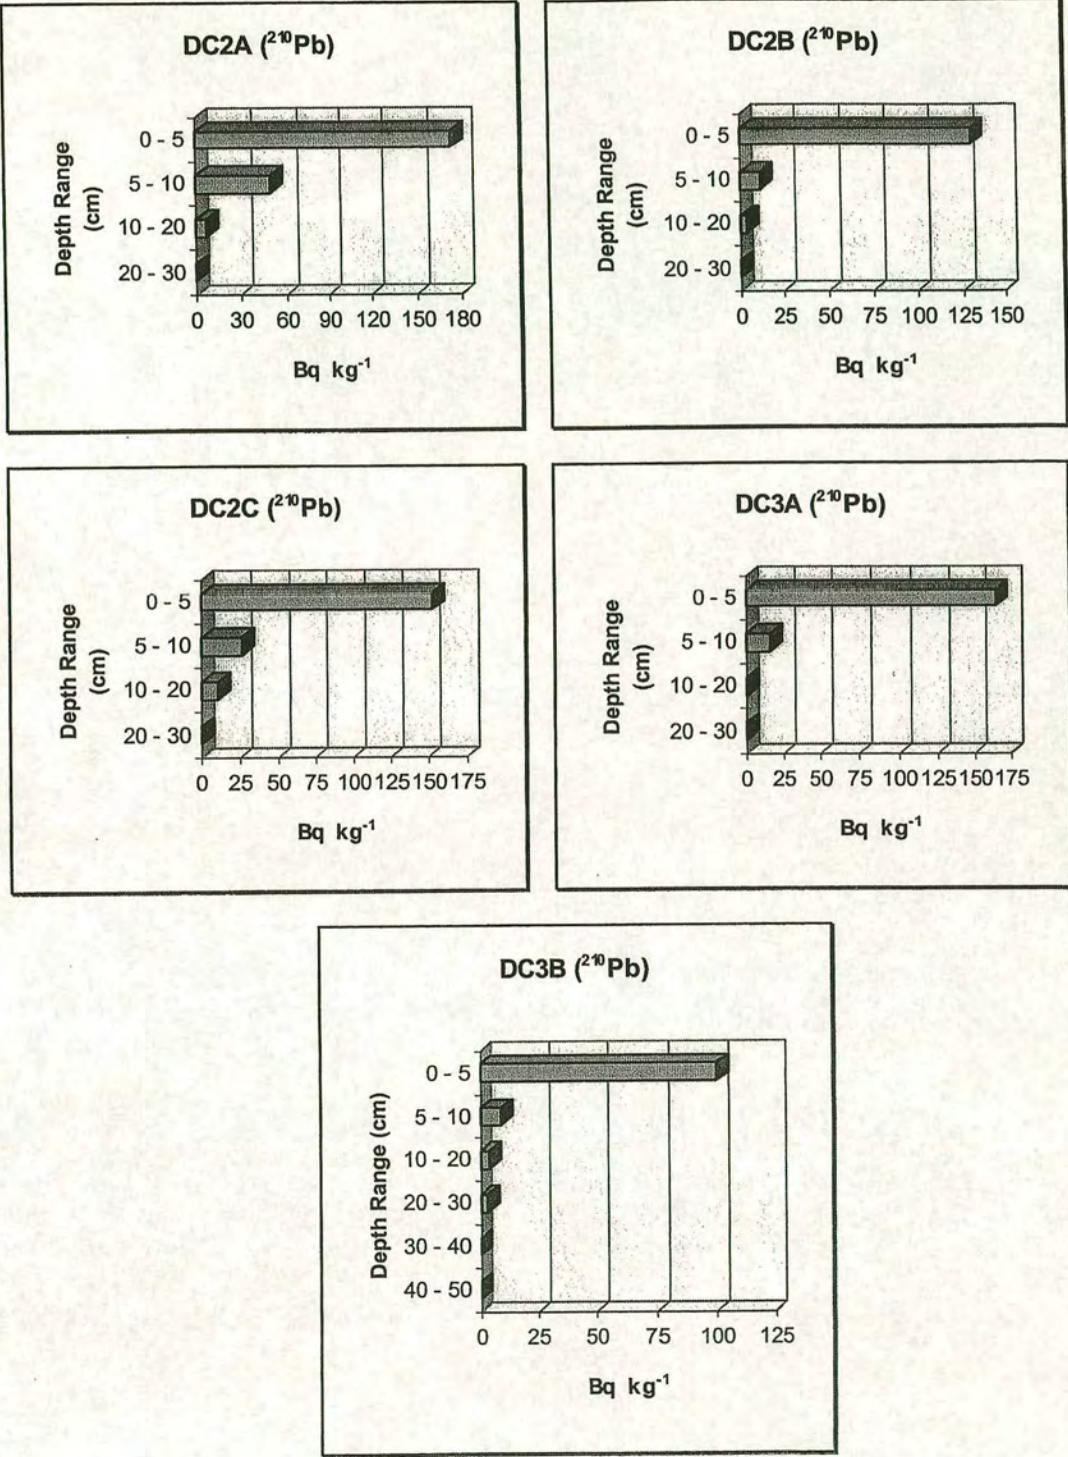 DC2A (²¹⁰Pb)
Depth Range
(cm)
0 - 5
5 - 10
10 - 20
20 - 30
0 30 60 90 120 150 180
Bq kg⁻¹
DC2B (²¹⁰Pb)
Depth Range
(cm)
0 - 5
5 - 10
10 - 20
20 - 30
0 25 50 75 100 125 150
Bq kg⁻¹
DC2C (²¹⁰Pb)
Depth Range
(cm)
0 - 5
5 - 10
10 - 20
20 - 30
0 25 50 75 100 125 150 175
Bq kg⁻¹
DC3A (²¹⁰Pb)
Depth Range
(cm)
0 - 5
5 - 10
10 - 20
20 - 30
0 25 50 75 100 125 150 175
Bq kg⁻¹
DC3B (²¹⁰Pb)
Depth Range (cm)
0 - 5
5 - 10
10 - 20
20 - 30
30 - 40
40 - 50
0 25 50 75 100 125
Bq kg⁻¹